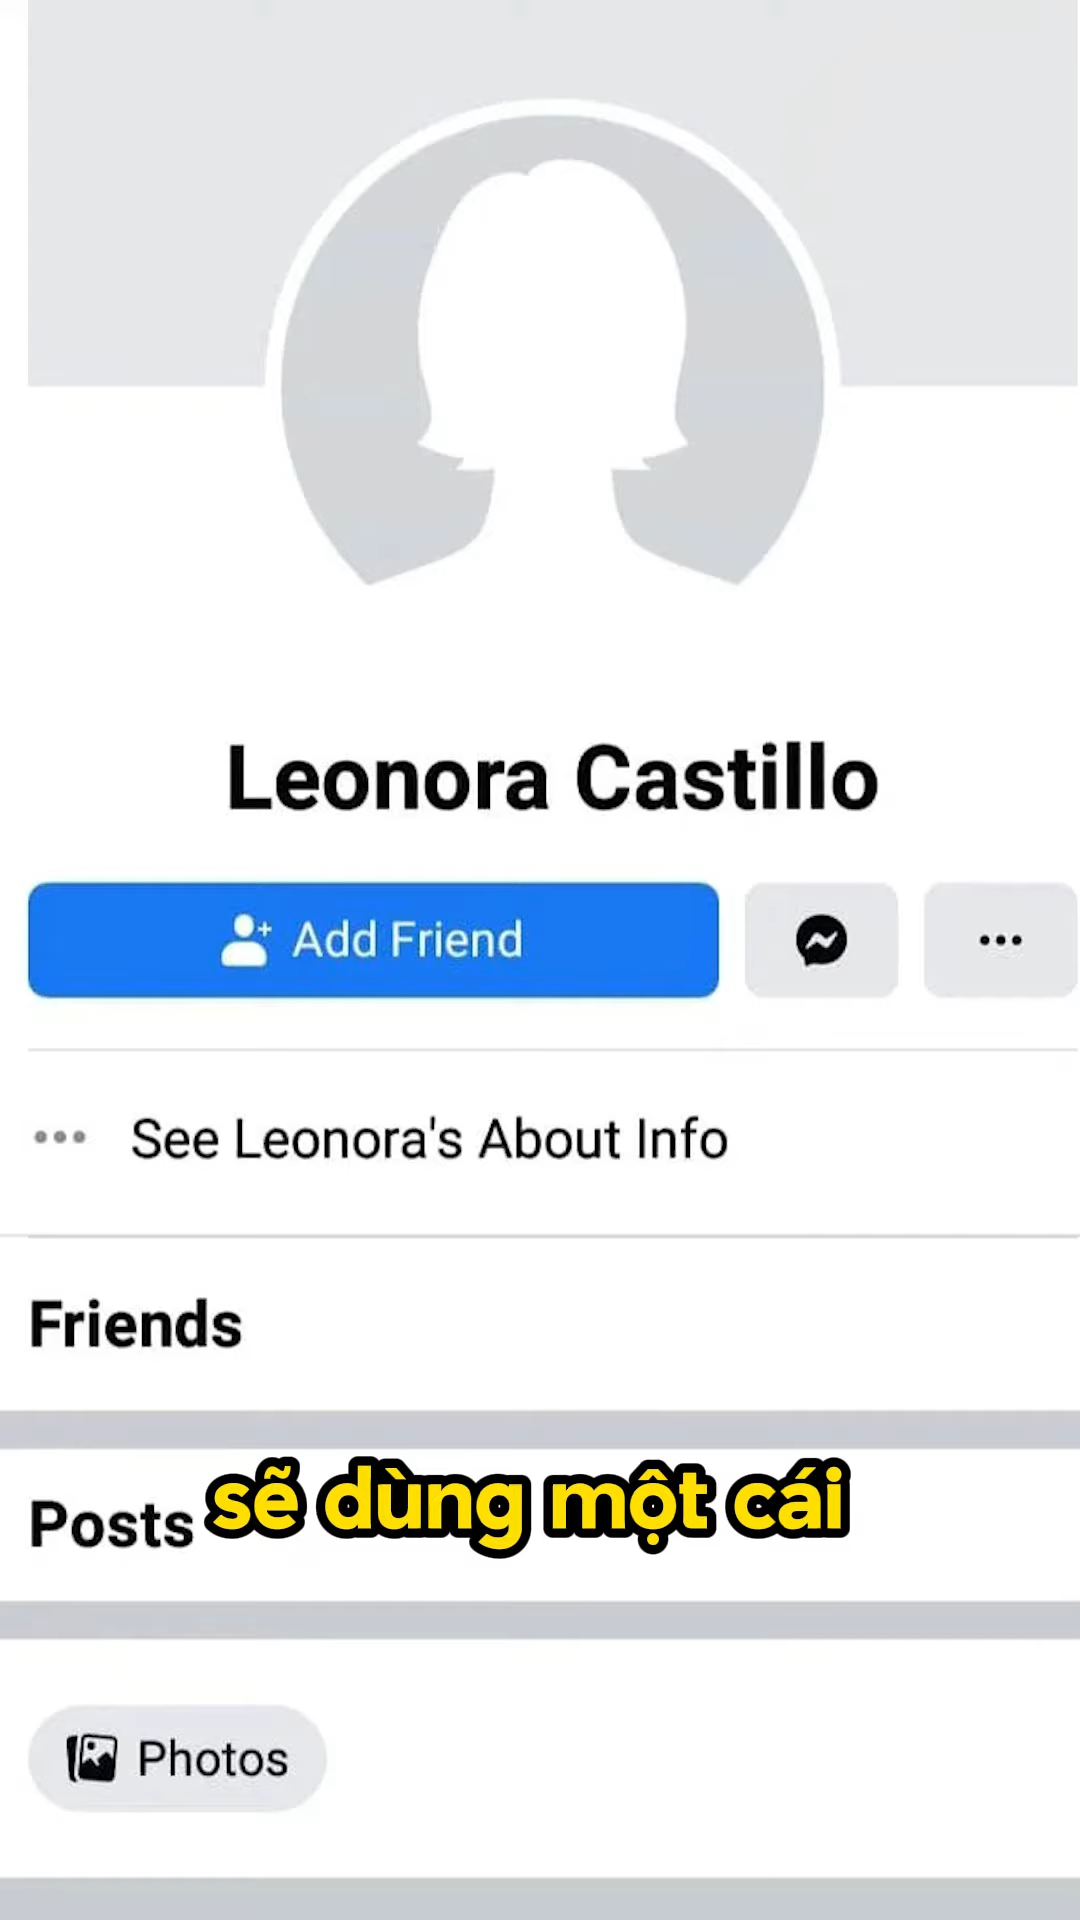 Leonora Castillo
Add Friend
See Leonora's About Info
Friends
Posts
sẽ dùng một cái
Photos